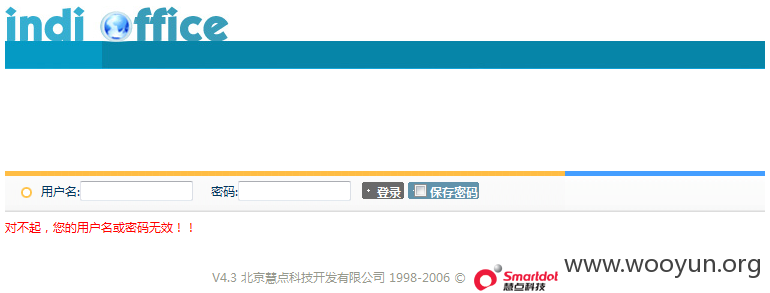 indi Office
用户名: 密码: 登录 保存密码
对不起，您的用户名或密码无效！！
V4.3 北京慧点科技开发有限公司 1998-2006 © Smartdot www.wooyun.org
慧点科技